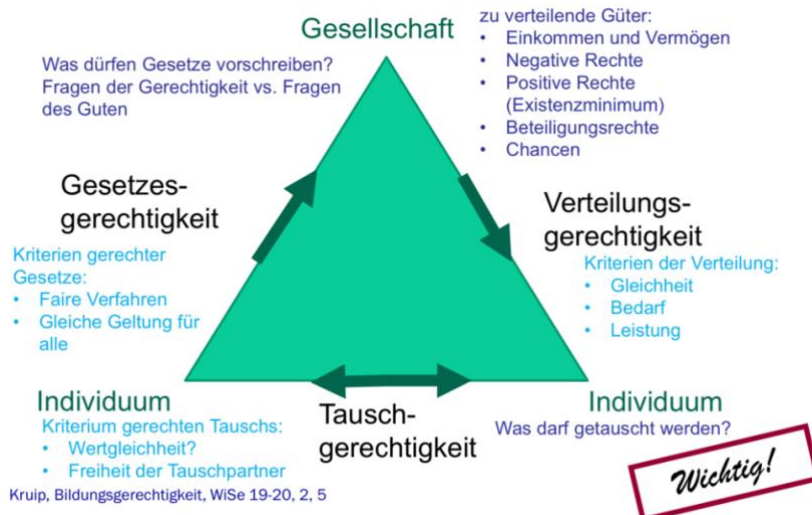 Gesellschaft
Was dürfen Gesetze vorschreiben?
Fragen der Gerechtigkeit vs. Fragen
des Guten
zu verteilende Güter:
• Einkommen und Vermögen
• Negative Rechte
• Positive Rechte
(Existenzminimum)
• Beteiligungsrechte
• Chancen
Gesetzes-
gerechtigkeit
Kriterien gerechter
Gesetze:
• Faire Verfahren
• Gleiche Geltung für
alle
Verteilungs-
gerechtigkeit
Kriterien der Verteilung:
• Gleichheit
• Bedarf
• Leistung
Individuum
Kriterium gerechten Tauschs:
• Wertgleichheit?
• Freiheit der Tauschpartner
Tausch-
gerechtigkeit
Individuum
Was darf getauscht werden?
Wichtig!
Kruip, Bildungsgerechtigkeit, WiSe 19-20, 2, 5